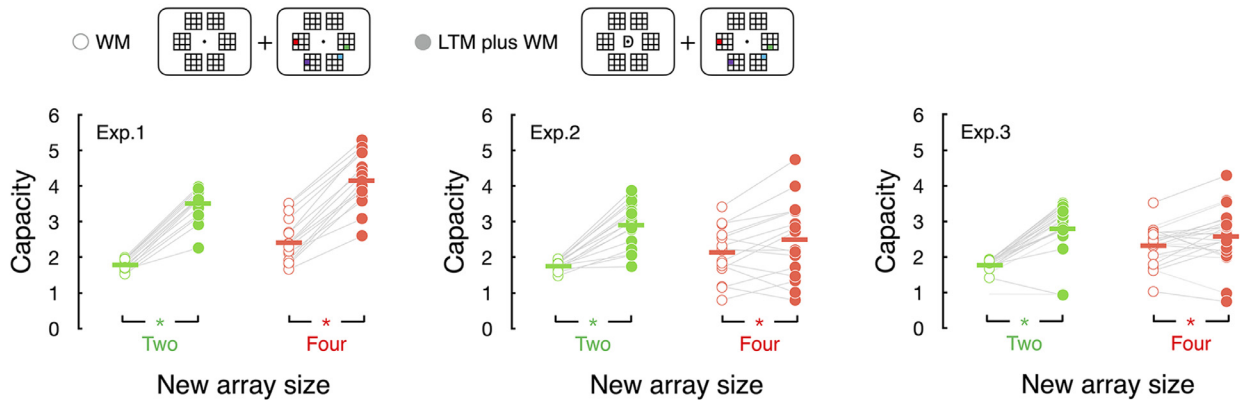 WM + LTM plus WM D +
Exp.1
Capacity
6
5
4
3
2
1
0
* *
Two Four
New array size
Exp.2
Capacity
6
5
4
3
2
1
0
* *
Two Four
New array size
Exp.3
Capacity
6
5
4
3
2
1
0
* *
Two Four
New array size